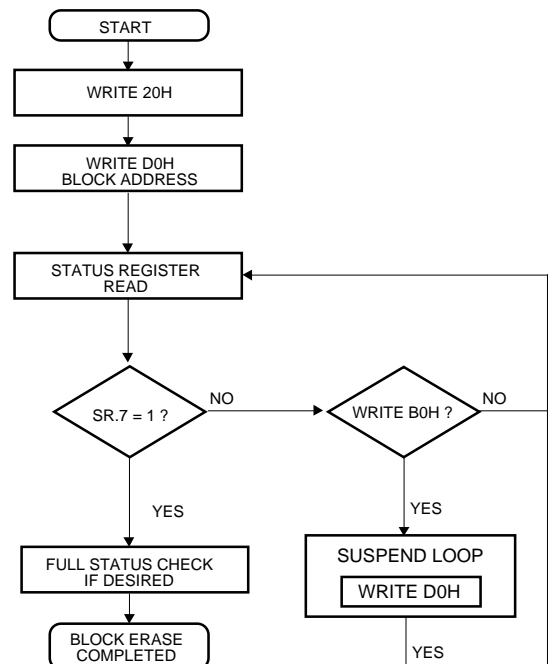 START
WRITE 20H
WRITE D0H
BLOCK ADDRESS
STATUS REGISTER
READ
SR.7 = 1 ?
NO
WRITE B0H ?
NO
YES
YES
FULL STATUS CHECK
IF DESIRED
SUSPEND LOOP
WRITE D0H
BLOCK ERASE
COMPLETED
YES